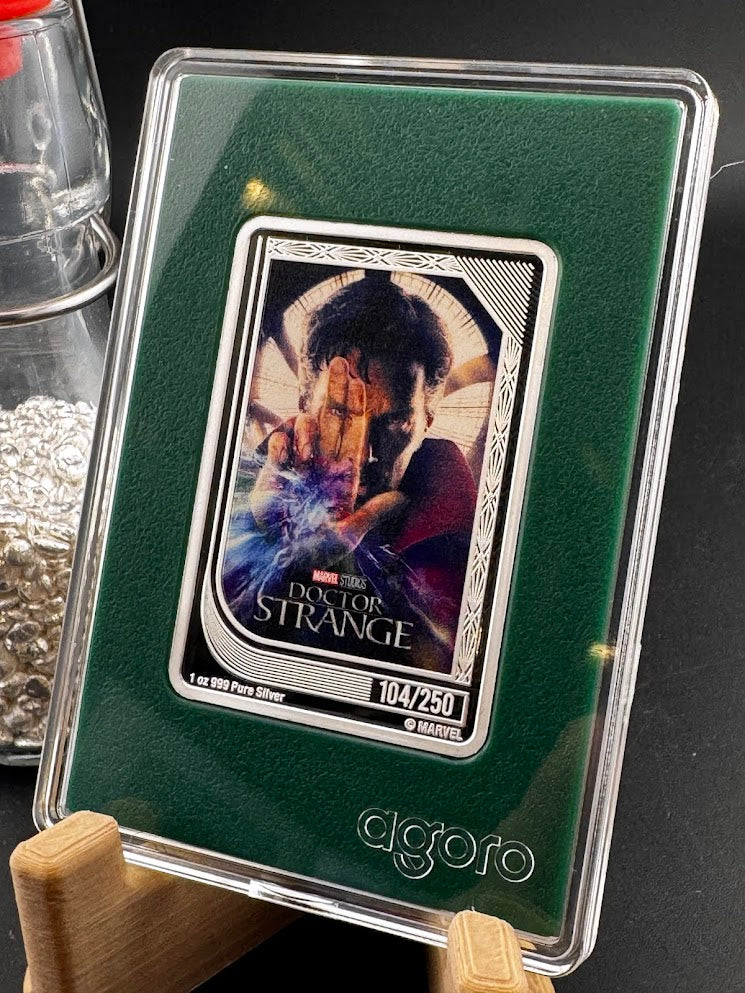 MARVEL STUDIOS
DOCTOR
STRANGE
1 oz 999 Pure Silver
104/250
© MARVEL
agoro